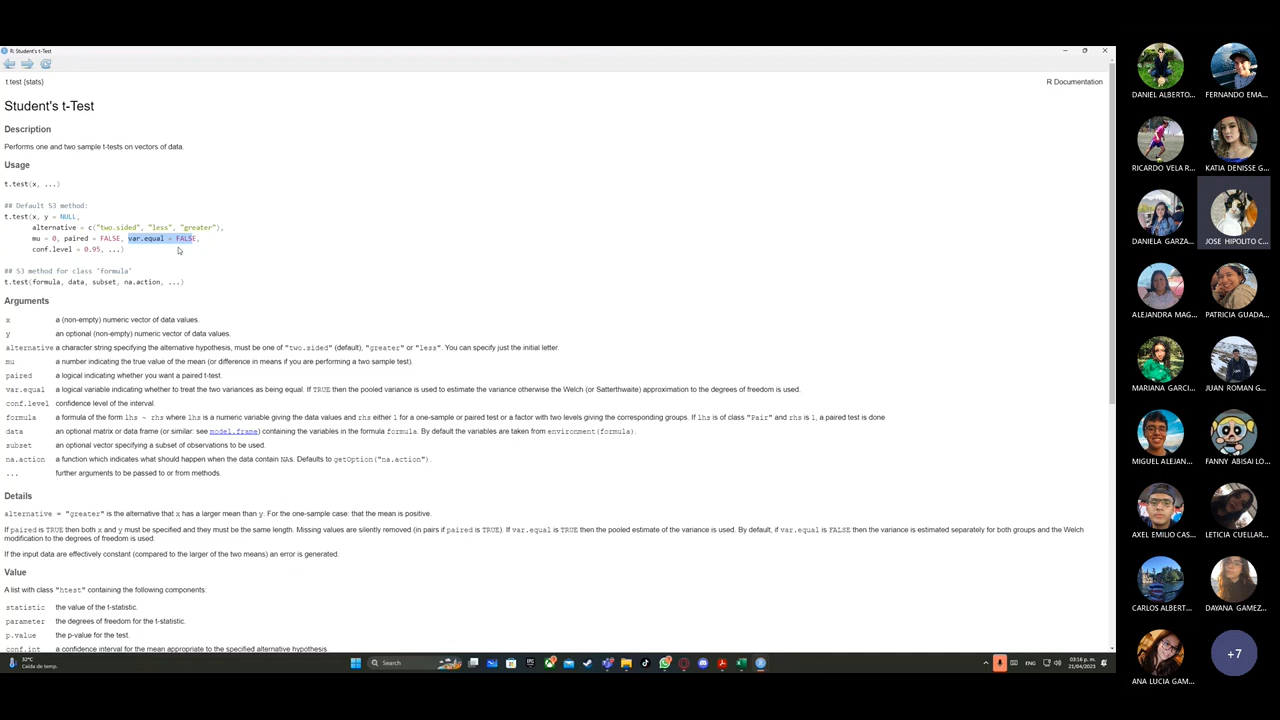 R: Student's t-Test
t.test {stats}
R Documentation
Student's t-Test
Description
Performs one and two sample t-tests on vectors of data.
Usage
t.test(x, ...)
## Default S3 method:
t.test(x, y = NULL,
alternative = c("two.sided", "less", "greater"),
mu = 0, paired = FALSE, var.equal = FALSE,
conf.level = 0.95, ...)
## S3 method for class 'formula'
t.test(formula, data, subset, na.action, ...)
Arguments
x a (non-empty) numeric vector of data values.
y an optional (non-empty) numeric vector of data values.
alternative a character string specifying the alternative hypothesis, must be one of "two.sided" (default), "greater" or "less". You can specify just the initial letter.
mu a number indicating the true value of the mean (or difference in means if you are performing a two sample test).
paired a logical indicating whether you want a paired t-test.
var.equal a logical variable indicating whether to treat the two variances as being equal. If TRUE then the pooled variance is used to estimate the variance otherwise the Welch (or Satterthwaite) approximation to the degrees of freedom is used.
conf.level confidence level of the interval.
formula a formula of the form lhs ~ rhs where lhs is a numeric variable giving the data values and rhs either 1 for a one-sample or paired test or a factor with two levels giving the corresponding groups. If lhs is of class "Pair" and rhs is 1, a paired test is done
data an optional matrix or data frame (or similar: see model.frame) containing the variables in the formula formula. By default the variables are taken from environment(formula).
subset an optional vector specifying a subset of observations to be used.
na.action a function which indicates what should happen when the data contain NAs. Defaults to getOption("na.action").
... further arguments to be passed to or from methods.
Details
alternative = "greater" is the alternative that x has a larger mean than y. For the one-sample case: that the mean is positive.
If paired is TRUE then both x and y must be specified and they must be the same length. Missing values are silently removed (in pairs if paired is TRUE). If var.equal is TRUE then the pooled estimate of the variance is used. By default, if var.equal is FALSE then the variance is estimated separately for both groups and the Welch
modification to the degrees of freedom is used.
If the input data are effectively constant (compared to the larger of the two means) an error is generated.
Value
A list with class "htest" containing the following components:
statistic the value of the t-statistic.
parameter the degrees of freedom for the t-statistic.
p.value the p-value for the test.
conf.int a confidence interval for the mean appropriate to the specified alternative hypothesis
32°C
Caída de temp.
Search
ENG
03:16 p. m.
21/04/2023
DANIEL ALBERTO...
FERNANDO EMA...
RICARDO VELA R...
KATIA DENISSE G...
DANIELA GARZA...
JOSE HIPOLITO C...
ALEJANDRA MAG...
PATRICIA GUADA...
MARIANA GARCI...
JUAN ROMAN G...
MIGUEL ALEJAN...
FANNY ABISAI LO...
AXEL EMILIO CAS...
LETICIA CUELLAR...
CARLOS ALBERT...
DAYANA GAMEZ...
ANA LUCIA GAM...
+7